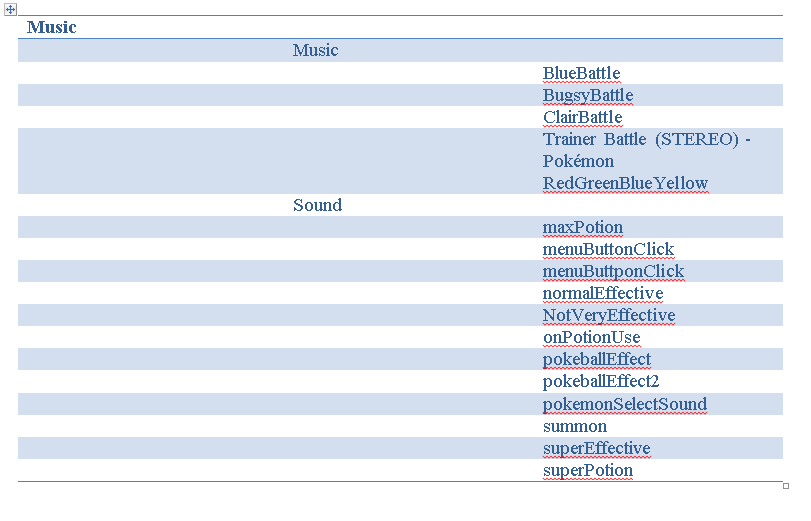 Music
Music
BlueBattle
BugsyBattle
ClairBattle
Trainer Battle (STEREO) -
Pokémon
RedGreenBlueYellow
Sound
maxPotion
menuButtonClick
menuButtponClick
normalEffective
NotVeryEffective
onPotionUse
pokeballEffect
pokeballEffect2
pokemonSelectSound
summon
superEffective
superPotion